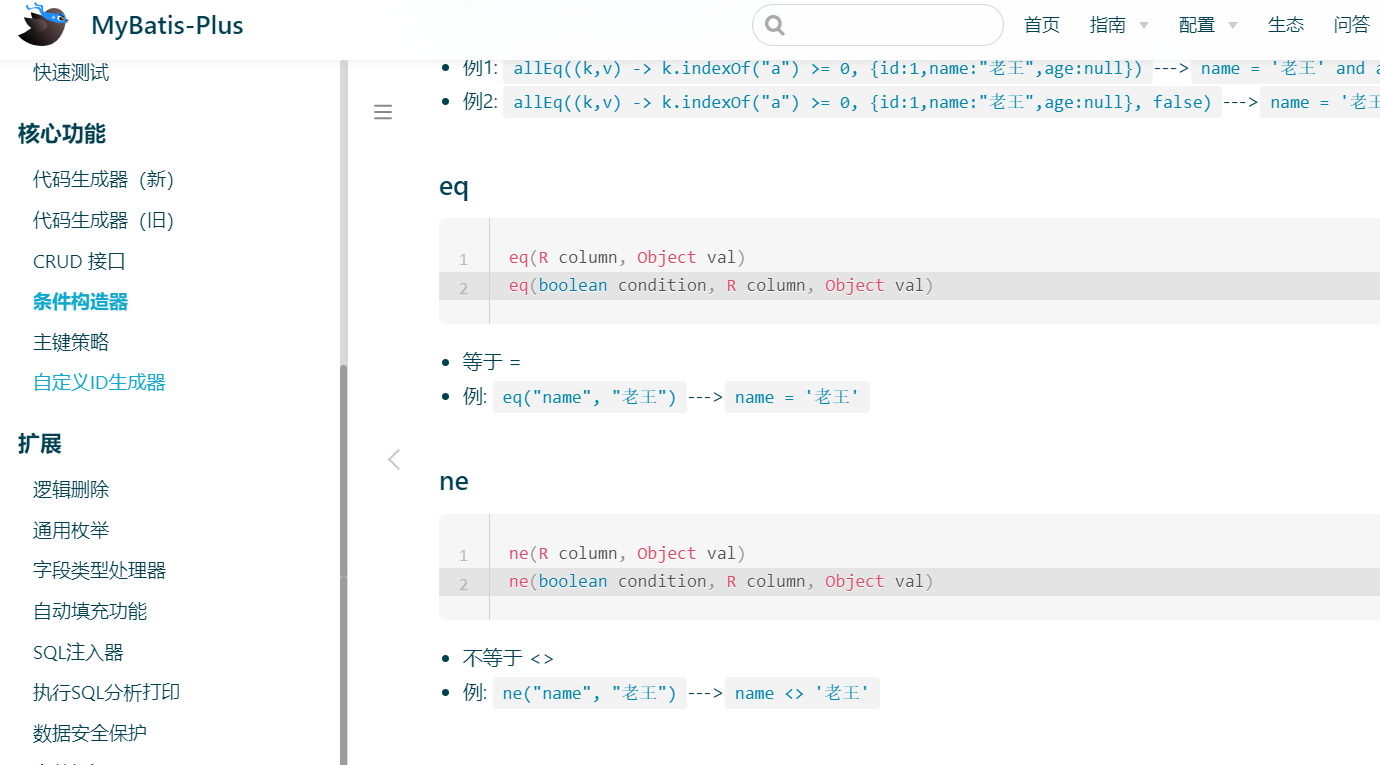 MyBatis-Plus
首页
指南
配置
生态
问答
快速测试
核心功能
代码生成器（新）
代码生成器（旧）
CRUD 接口
条件构造器
主键策略
自定义ID生成器
扩展
逻辑删除
通用枚举
字段类型处理器
自动填充功能
SQL注入器
执行SQL分析打印
数据安全保护
例1: allEq((k,v) -> k.indexOf("a") >= 0, {id:1,name:"老王",age:null}) ---> name = '老王' and a
例2: allEq((k,v) -> k.indexOf("a") >= 0, {id:1,name:"老王",age:null}, false) ---> name = '老王
eq
1 eq(R column, Object val)
2 eq(boolean condition, R column, Object val)
等于 =
例: eq("name", "老王") ---> name = '老王'
ne
1 ne(R column, Object val)
2 ne(boolean condition, R column, Object val)
不等于 <>
例: ne("name", "老王") ---> name <> '老王'